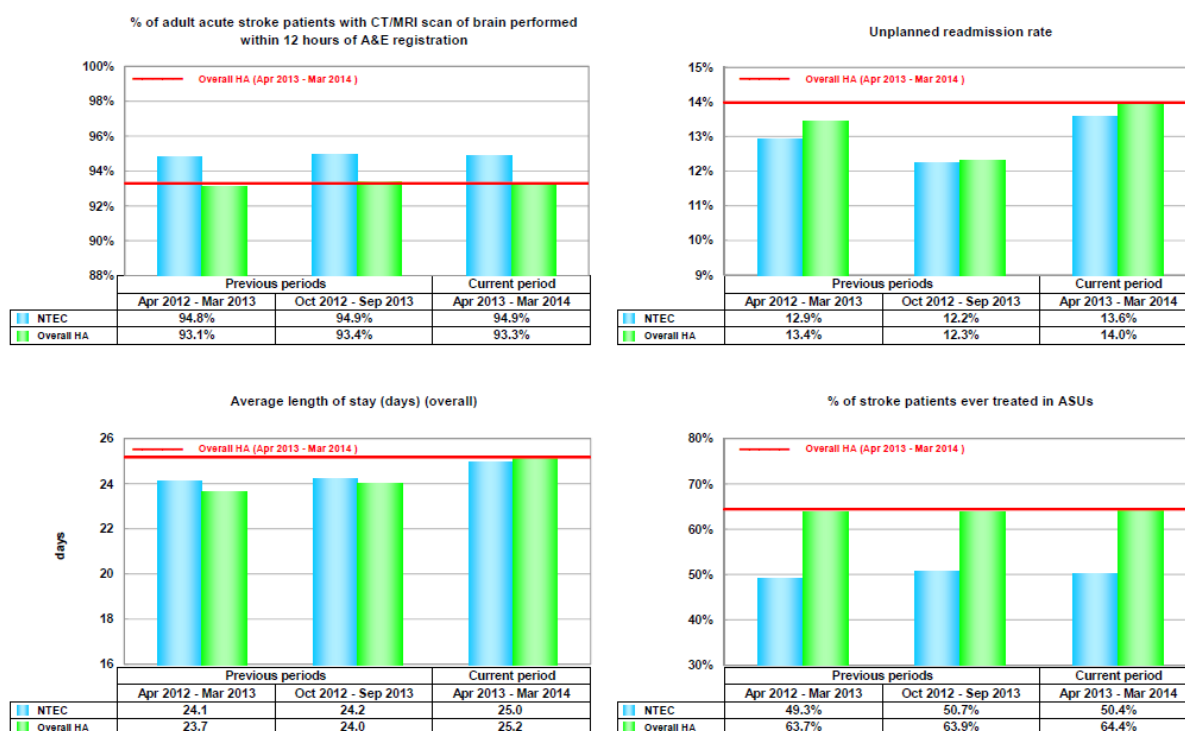 % of adult acute stroke patients with CT/MRI scan of brain performed
within 12 hours of A&E registration
100%
98%
96%
94%
92%
90%
88%
Overall HA (Apr 2013 - Mar 2014 )
Previous periods Current period
Apr 2012 - Mar 2013 Oct 2012 - Sep 2013 Apr 2013 - Mar 2014
NTEC 94.8% 94.9% 94.9%
Overall HA 93.1% 93.4% 93.3%
Unplanned readmission rate
15%
14%
13%
12%
11%
10%
9%
Overall HA (Apr 2013 - Mar 2014 )
Previous periods Current period
Apr 2012 - Mar 2013 Oct 2012 - Sep 2013 Apr 2013 - Mar 2014
NTEC 12.9% 12.2% 13.6%
Overall HA 13.4% 12.3% 14.0%
Average length of stay (days) (overall)
26
24
22
20
18
16
days
Overall HA (Apr 2013 - Mar 2014 )
Previous periods Current period
Apr 2012 - Mar 2013 Oct 2012 - Sep 2013 Apr 2013 - Mar 2014
NTEC 24.1 24.2 25.0
Overall HA 23.7 24.0 25.2
% of stroke patients ever treated in ASUs
80%
70%
60%
50%
40%
30%
Overall HA (Apr 2013 - Mar 2014 )
Previous periods Current period
Apr 2012 - Mar 2013 Oct 2012 - Sep 2013 Apr 2013 - Mar 2014
NTEC 49.3% 50.7% 50.4%
Overall HA 63.7% 63.9% 64.4%